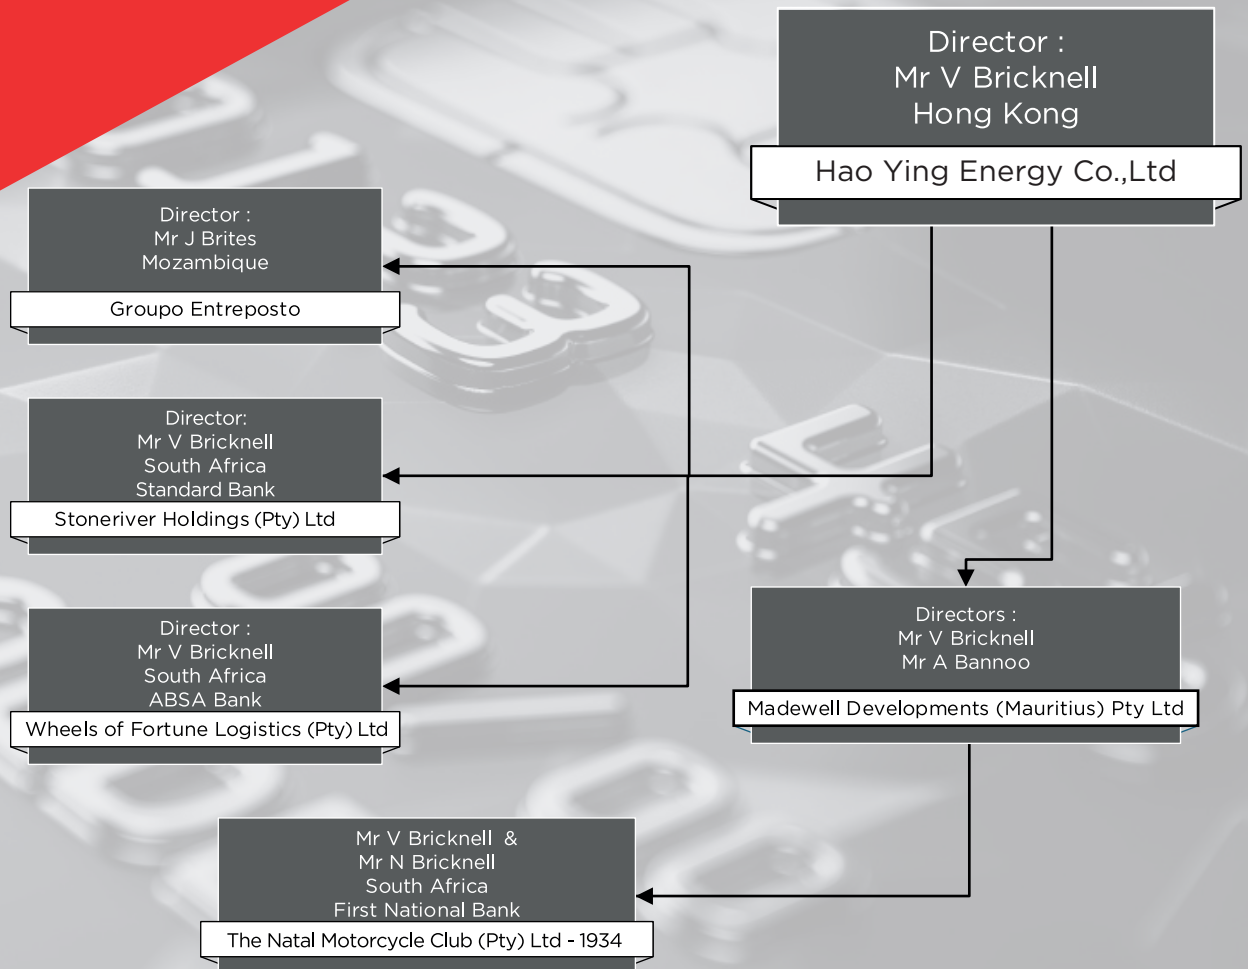 Director :
Mr V Bricknell
Hong Kong
Hao Ying Energy Co.,Ltd
Director :
Mr J Brites
Mozambique
Groupo Entreposto
Director:
Mr V Bricknell
South Africa
Standard Bank
Stoneriver Holdings (Pty) Ltd
Director :
Mr V Bricknell
South Africa
ABSA Bank
Wheels of Fortune Logistics (Pty) Ltd
Directors :
Mr V Bricknell
Mr A Bannoo
Madewell Developments (Mauritius) Pty Ltd
Mr V Bricknell &
Mr N Bricknell
South Africa
First National Bank
The Natal Motorcycle Club (Pty) Ltd - 1934